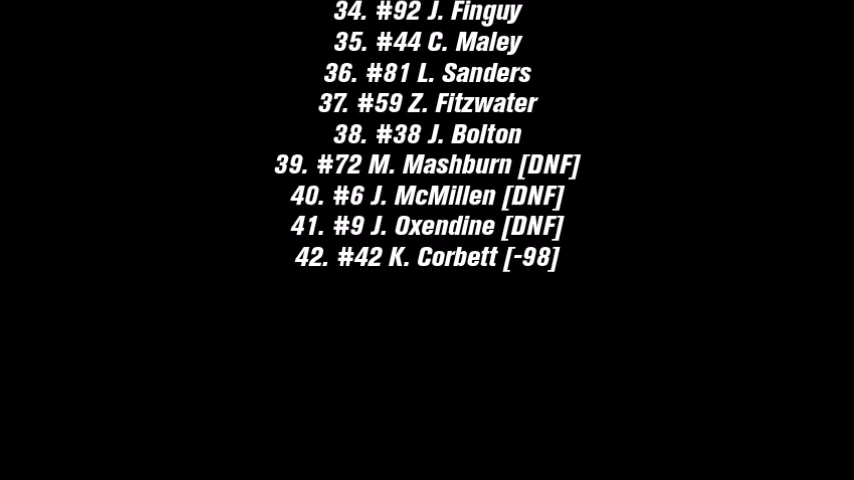 34. #92 J. Finguy
35. #44 C. Maley
36. #81 L. Sanders
37. #59 Z. Fitzwater
38. #38 J. Bolton
39. #72 M. Mashburn [DNF]
40. #6 J. McMillen [DNF]
41. #9 J. Oxendine [DNF]
42. #42 K. Corbett [-98]